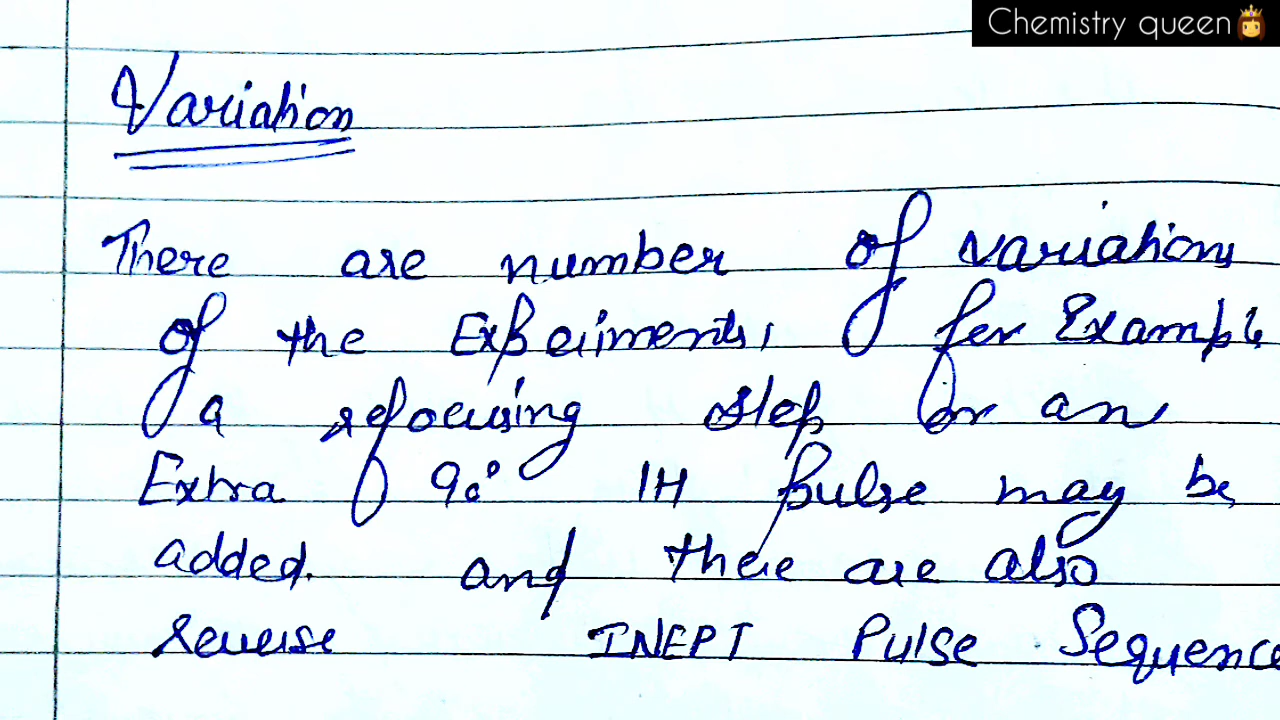 Chemistry queen
Variation
There are number of variations
of the Experiments, for Example
a refocusing step or an
Extra 90° 1H pulse may be
added. and there are also
reverse INEPT Pulse Sequence